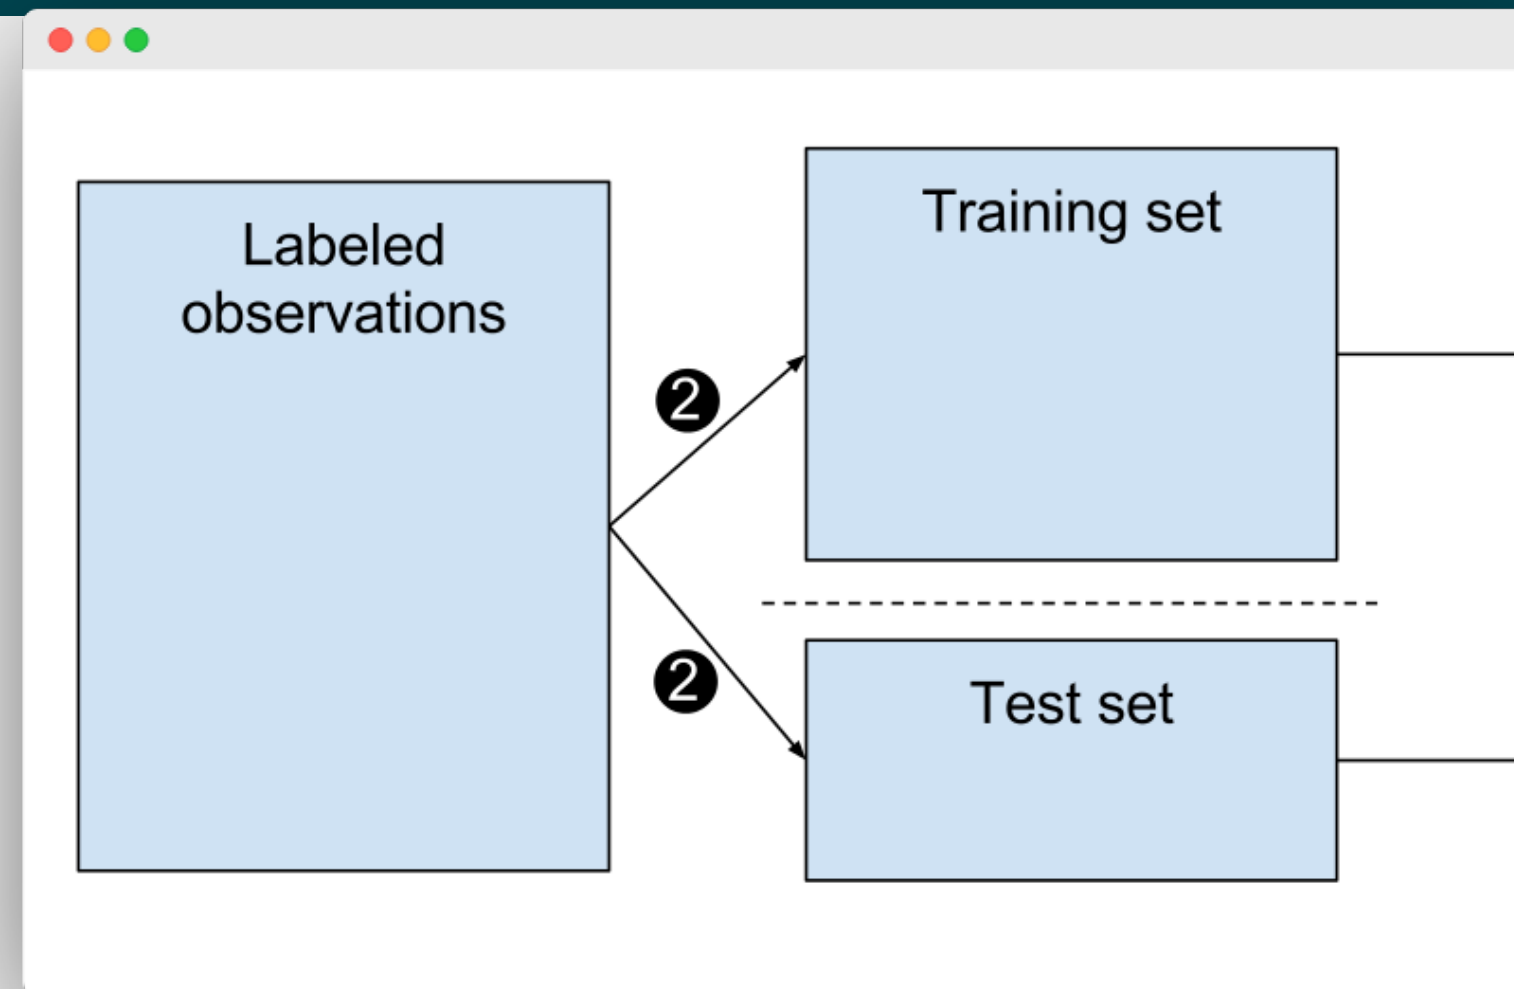 Labeled
observations
2
2
Training set
Test set